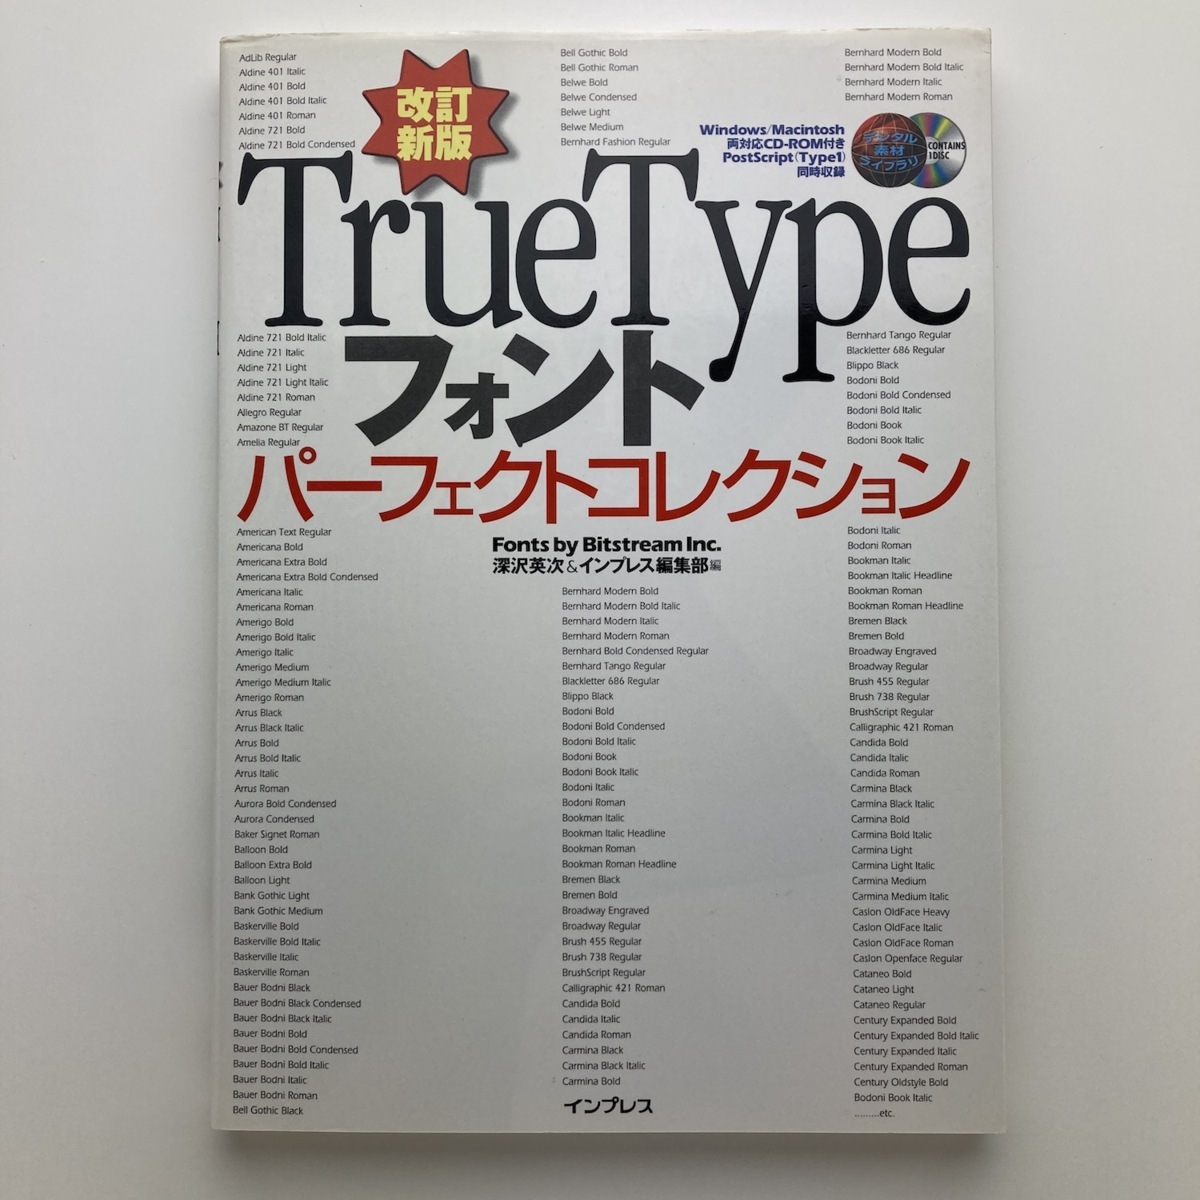 AdLib Regular
Aldine 401 Italic
Aldine 401 Bold
Aldine 401 Bold Italic
Aldine 401 Roman
Aldine 721 Bold
Aldine 721 Bold Condensed
改訂
新版
Bell Gothic Bold
Bell Gothic Roman
Belwe Bold
Belwe Condensed
Belwe Light
Belwe Medium
Bernhard Fashion Regular
Bernhard Modern Bold
Bernhard Modern Bold Italic
Bernhard Modern Italic
Bernhard Modern Roman
Windows/Macintosh
両対応CD-ROM付き
PostScript(Type1)
同時収録
デジタル
素材
ライブラリ
CONTAINS
1DISC
TrueType
フォント
パーフェクトコレクション
Aldine 721 Bold Italic
Aldine 721 Italic
Aldine 721 Light
Aldine 721 Light Italic
Aldine 721 Roman
Allegro Regular
Amazone BT Regular
Amelia Regular
Bernhard Tango Regular
Blackletter 686 Regular
Blippo Black
Bodoni Bold
Bodoni Bold Condensed
Bodoni Bold Italic
Bodoni Book
Bodoni Book Italic
Fonts by Bitstream Inc.
深沢英次&インプレス編集部編
American Text Regular
Americana Bold
Americana Extra Bold
Americana Extra Bold Condensed
Americana Italic
Americana Roman
Amerigo Bold
Amerigo Bold Italic
Amerigo Italic
Amerigo Medium
Amerigo Medium Italic
Amerigo Roman
Arrus Black
Arrus Black Italic
Arrus Bold
Arrus Bold Italic
Arrus Italic
Arrus Roman
Aurora Bold Condensed
Aurora Condensed
Baker Signet Roman
Balloon Bold
Balloon Extra Bold
Balloon Light
Bank Gothic Light
Bank Gothic Medium
Baskerville Bold
Baskerville Bold Italic
Baskerville Italic
Baskerville Roman
Bauer Bodni Black
Bauer Bodni Black Condensed
Bauer Bodni Black Italic
Bauer Bodni Bold
Bauer Bodni Bold Condensed
Bauer Bodni Bold Italic
Bauer Bodni Italic
Bauer Bodni Roman
Bell Gothic Black
Bernhard Modern Bold
Bernhard Modern Bold Italic
Bernhard Modern Italic
Bernhard Modern Roman
Bernhard Bold Condensed Regular
Bernhard Tango Regular
Blackletter 686 Regular
Blippo Black
Bodoni Bold
Bodoni Bold Condensed
Bodoni Bold Italic
Bodoni Book
Bodoni Book Italic
Bodoni Italic
Bodoni Roman
Bookman Italic
Bookman Italic Headline
Bookman Roman
Bookman Roman Headline
Bremen Black
Bremen Bold
Broadway Engraved
Broadway Regular
Brush 455 Regular
Brush 738 Regular
BrushScript Regular
Calligraphic 421 Roman
Candida Bold
Candida Italic
Candida Roman
Carmina Black
Carmina Black Italic
Carmina Bold
Bodoni Italic
Bodoni Roman
Bookman Italic
Bookman Italic Headline
Bookman Roman
Bookman Roman Headline
Bremen Black
Bremen Bold
Broadway Engraved
Broadway Regular
Brush 455 Regular
Brush 738 Regular
BrushScript Regular
Calligraphic 421 Roman
Candida Bold
Candida Italic
Candida Roman
Carmina Black
Carmina Black Italic
Carmina Bold
Carmina Bold Italic
Carmina Light
Carmina Light Italic
Carmina Medium
Carmina Medium Italic
Caslon OldFace Heavy
Caslon OldFace Italic
Caslon OldFace Roman
Caslon Openface Regular
Cataneo Bold
Cataneo Light
Cataneo Regular
Century Expanded Bold
Century Expanded Bold Italic
Century Expanded Italic
Century Expanded Roman
Century Oldstyle Bold
Bodoni Book Italic
.........etc.
インプレス